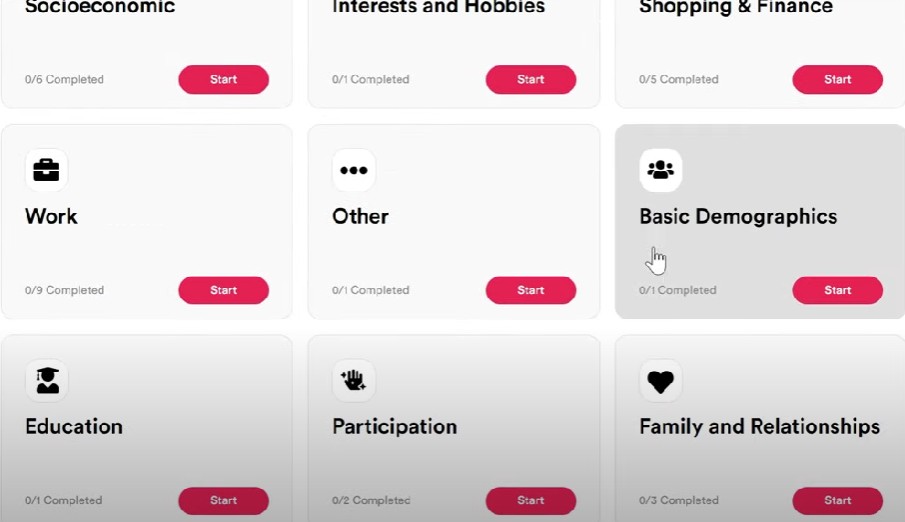 Socioeconomic
Interests and Hobbies
Shopping & Finance
0/6 Completed
Start
0/1 Completed
Start
0/5 Completed
Start
Work
Other
Basic Demographics
0/9 Completed
Start
0/1 Completed
Start
0/1 Completed
Start
Education
Participation
Family and Relationships
0/1 Completed
Start
0/2 Completed
Start
0/3 Completed
Start